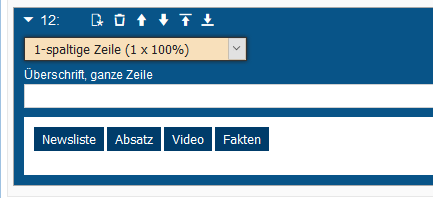 12:
1-spaltige Zeile (1 x 100%)
Überschrift, ganze Zeile
Newsliste Absatz Video Fakten